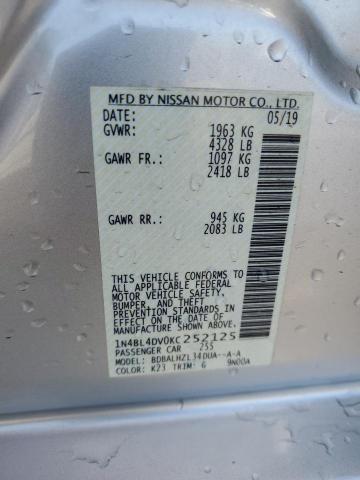 MFD BY NISSAN MOTOR CO., LTD.
DATE: 05/19
GVWR: 1963 KG
4328 LB
GAWR FR: 1097 KG
2418 LB
GAWR RR: 945 KG
2083 LB
THIS VEHICLE CONFORMS TO
ALL APPLICABLE FEDERAL
MOTOR VEHICLE SAFETY,
BUMPER, AND THEFT
PREVENTION STANDARDS
IN EFFECT ON THE DATE OF
MANUFACTURE SHOWN ABOVE.
1N4BL4DV0KC252125
PASSENGER CAR 255
MODEL: BDBALHZL34DUA--A-A
COLOR: K23 TRIM: G 9N00A